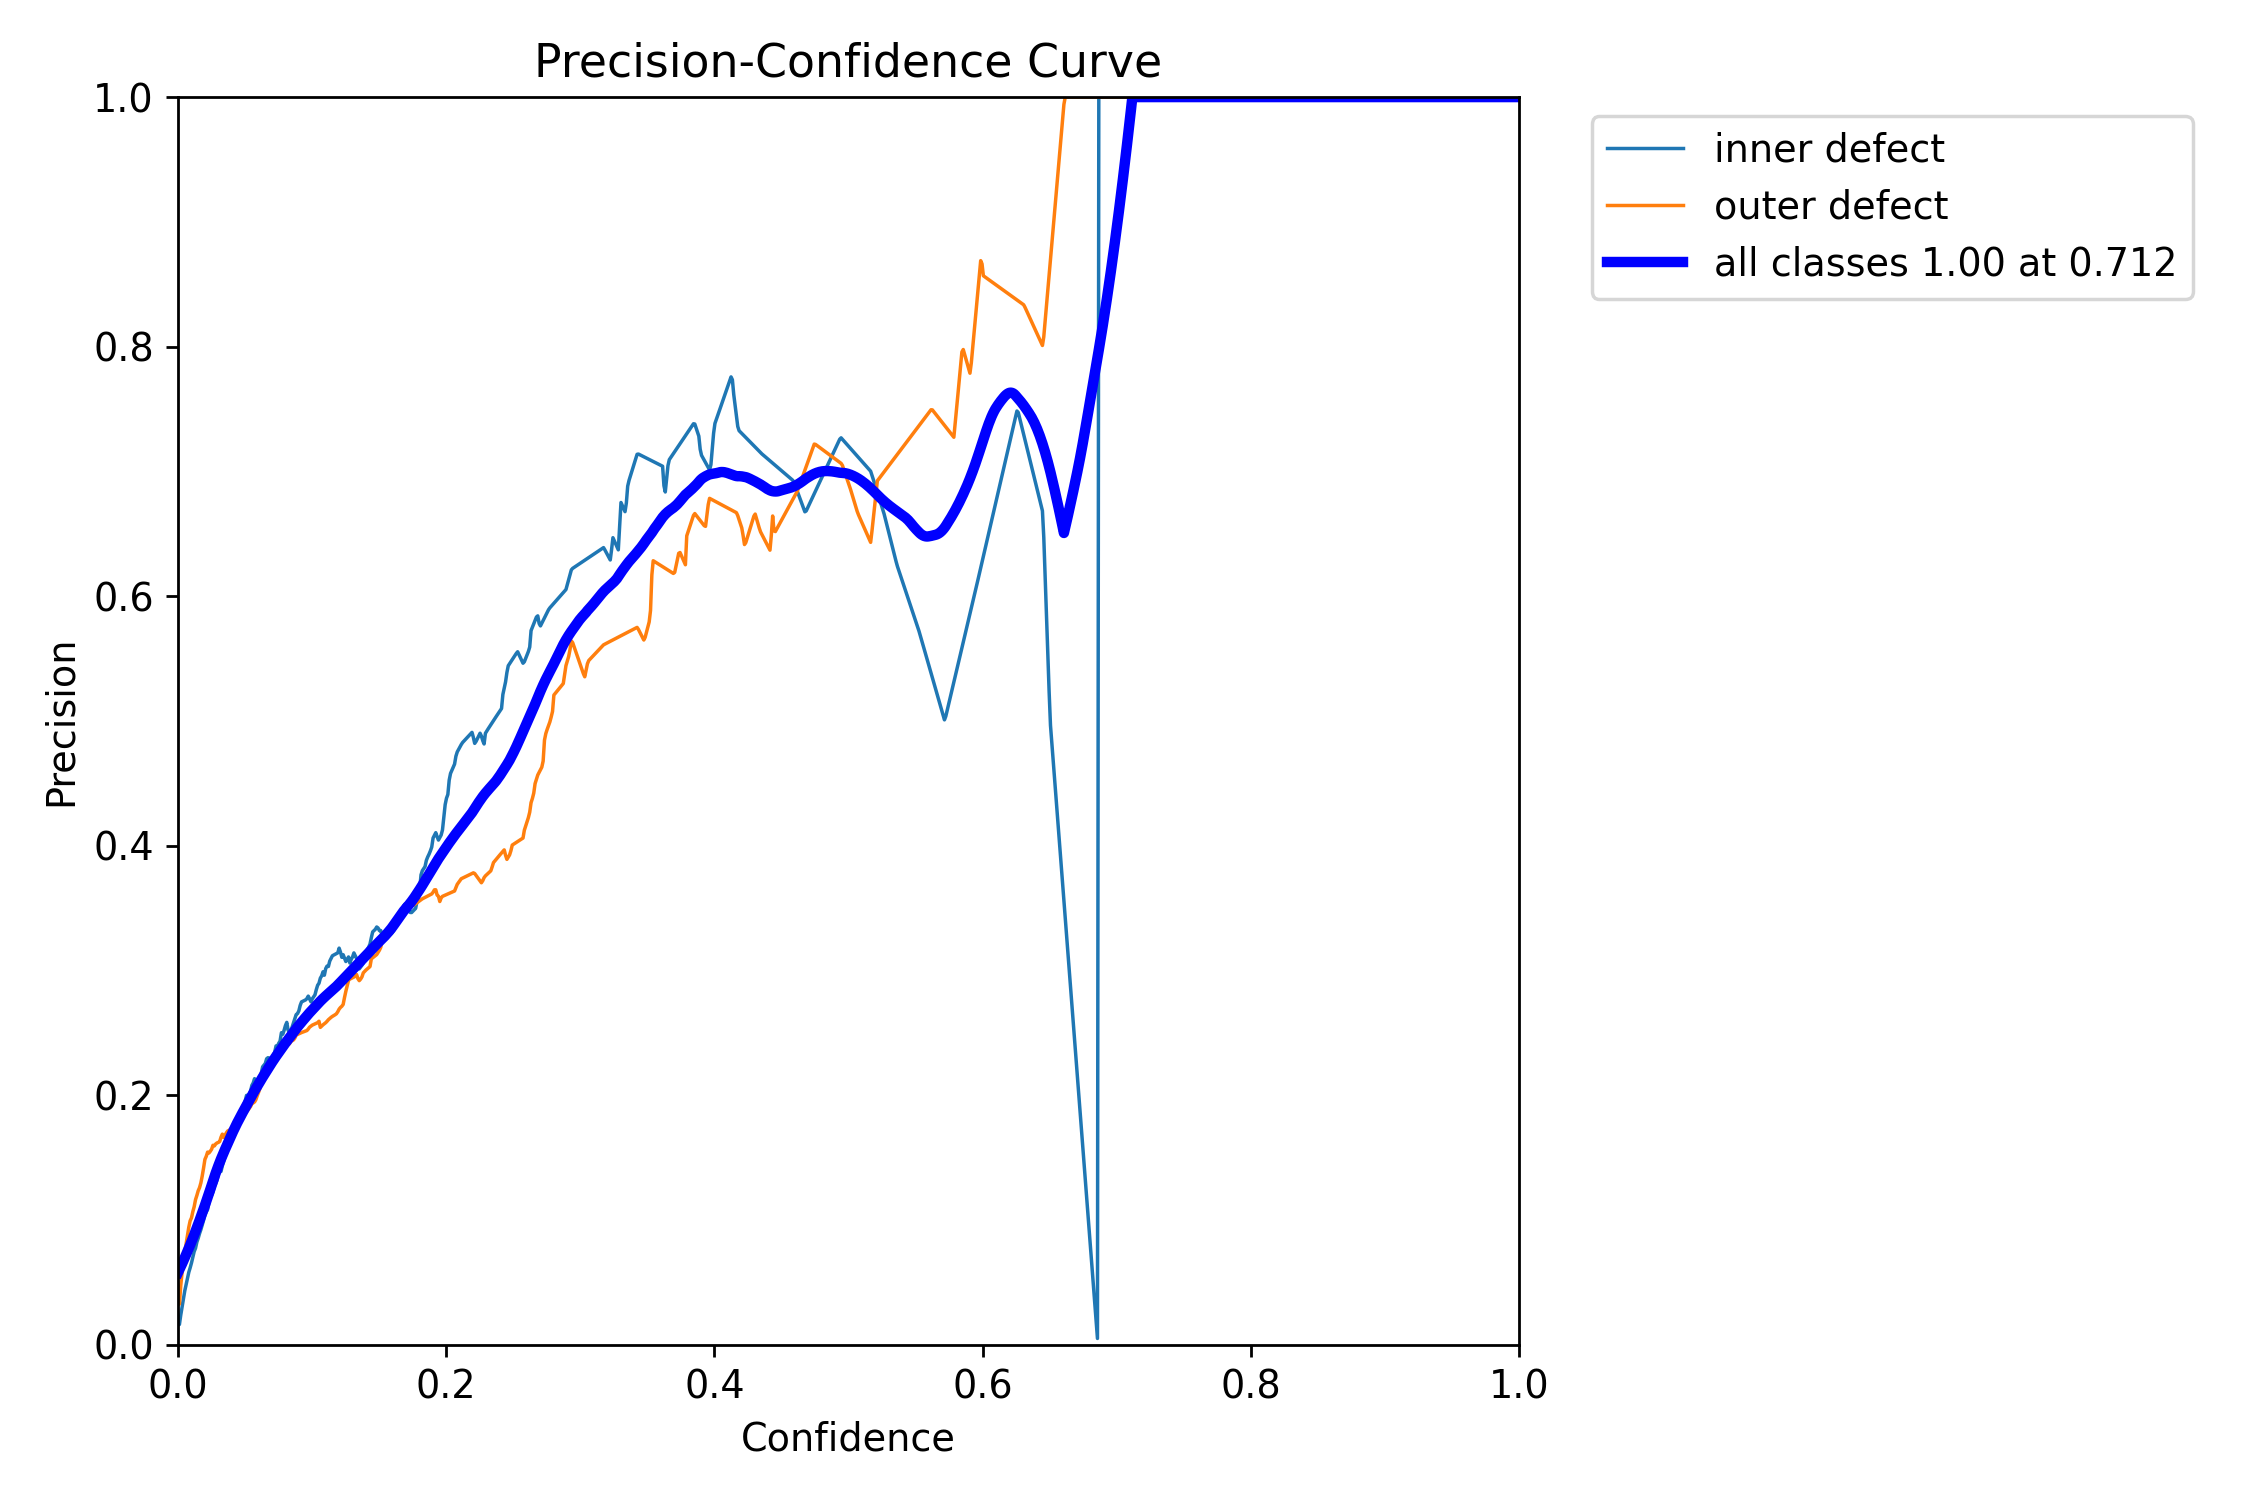 Precision-Confidence Curve
1.0
0.8
0.6
0.4
0.2
0.0
Precision
0.0 0.2 0.4 0.6 0.8 1.0
Confidence
inner defect
outer defect
all classes 1.00 at 0.712